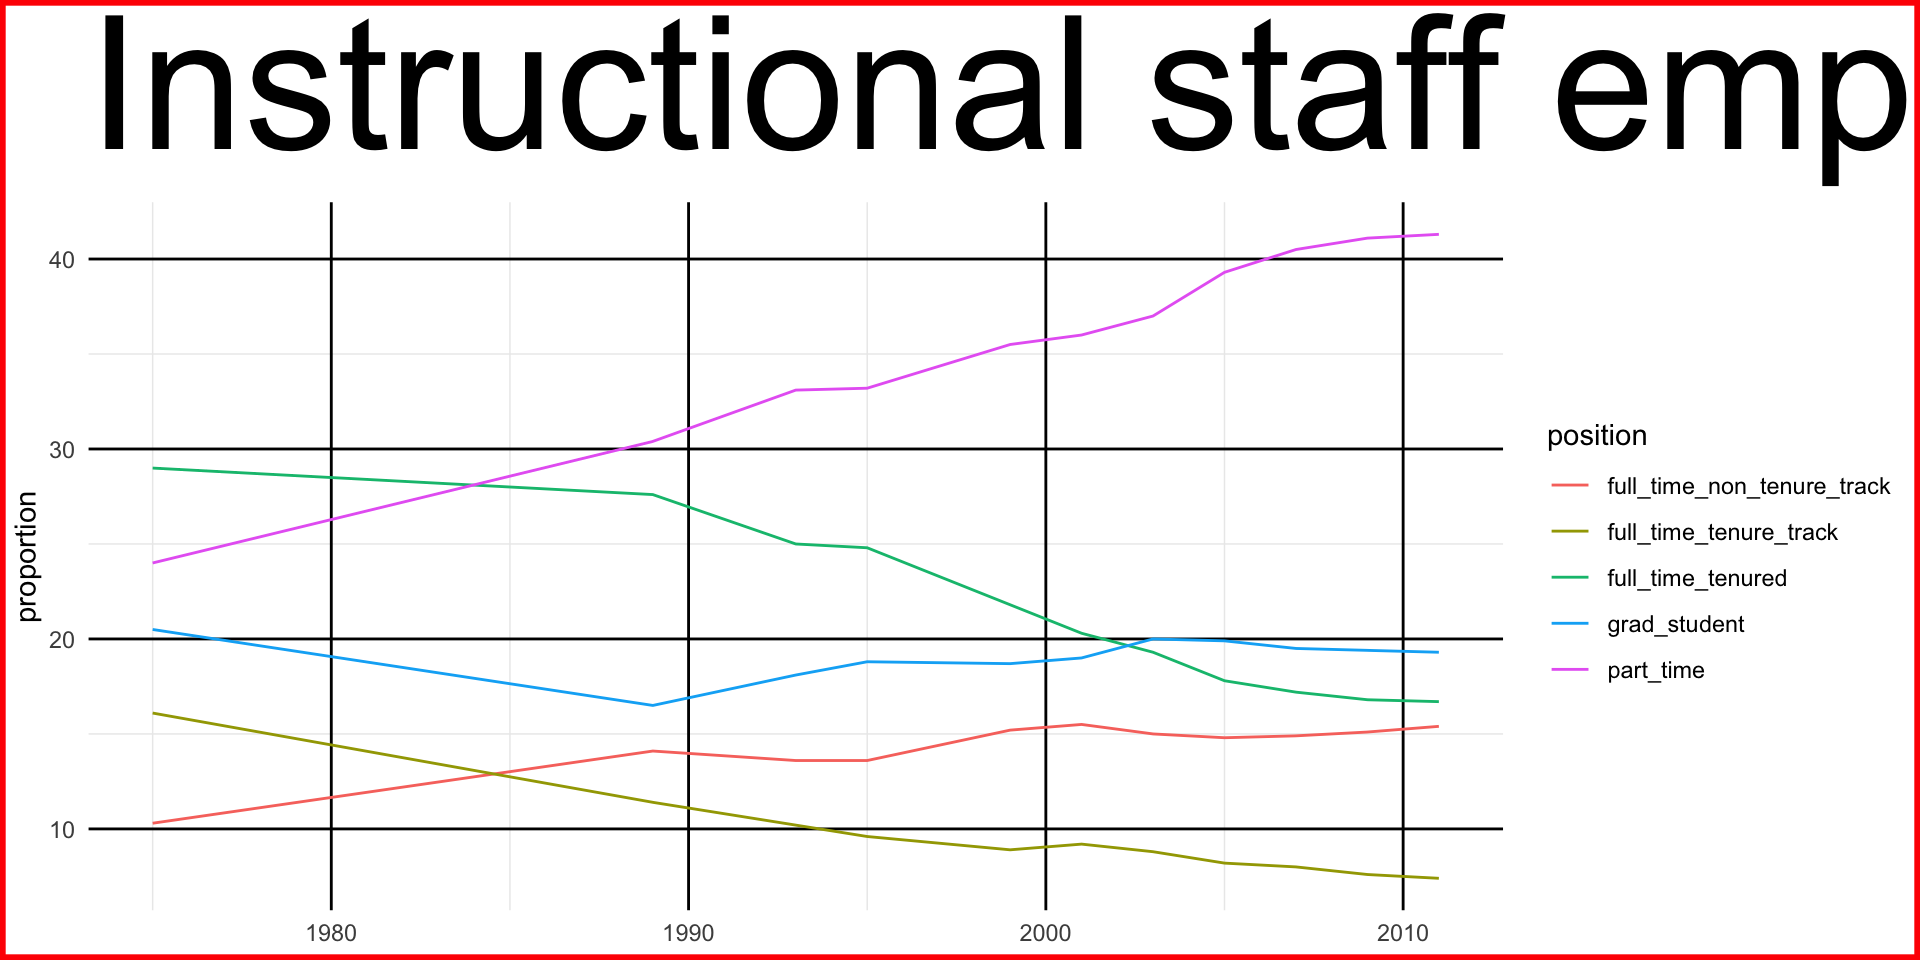 Instructional staff emp
40
30
20
10
proportion
1980
1990
2000
2010
position
full_time_non_tenure_track
full_time_tenure_track
full_time_tenured
grad_student
part_time